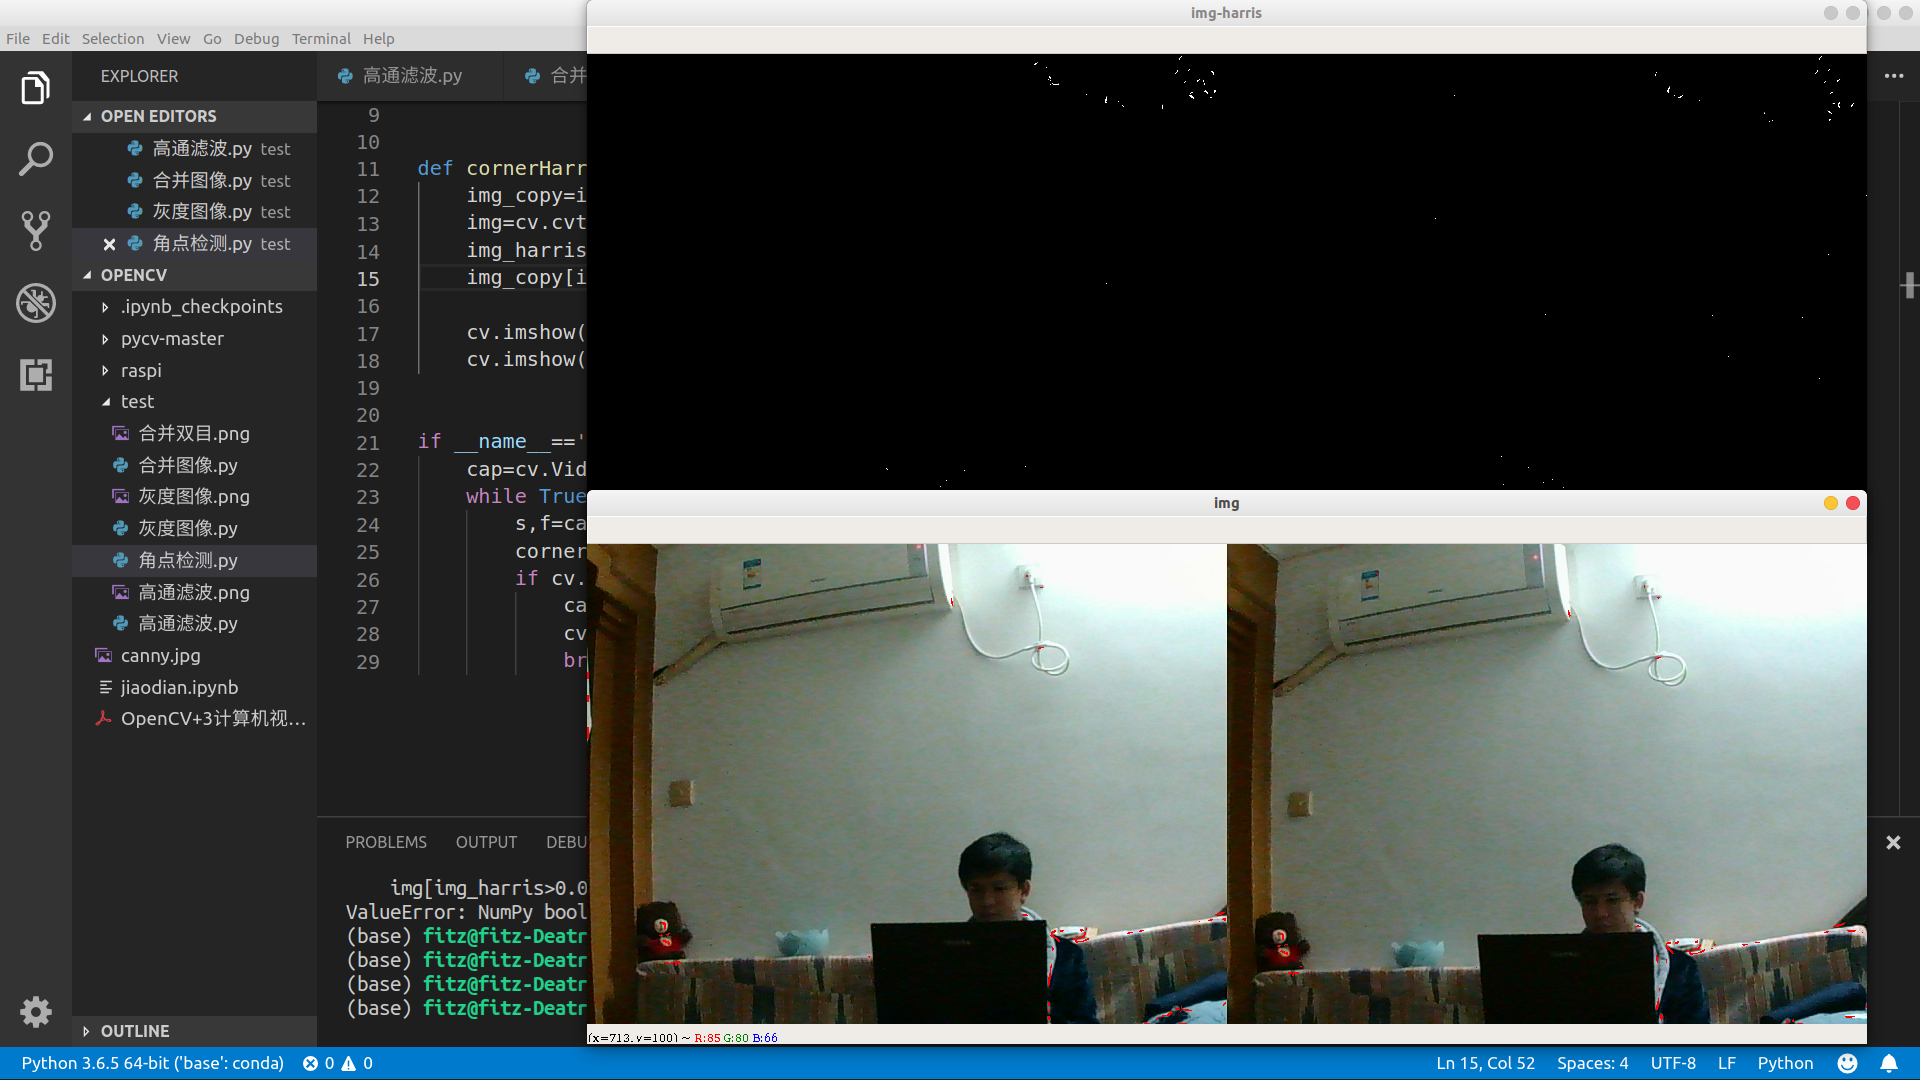 img-harris
File Edit Selection View Go Debug Terminal Help
EXPLORER
OPEN EDITORS
高通滤波.py test
合并图像.py test
灰度图像.py test
角点检测.py test
OPENCV
.ipynb_checkpoints
pycv-master
raspi
test
合并双目.png
合并图像.py
灰度图像.png
灰度图像.py
角点检测.py
高通滤波.png
高通滤波.py
canny.jpg
jiaodian.ipynb
OpenCV+3计算机视...
OUTLINE
高通滤波.py 合并
9
10
11 def cornerHarr
12 img_copy=i
13 img=cv.cvt
14 img_harris
15 img_copy[i
16
17 cv.imshow(
18 cv.imshow(
19
20
21 if __name__=='
22 cap=cv.Vid
23 while True
24 s,f=ca
25 corner
26 if cv.
27 ca
28 cv
29 br
PROBLEMS OUTPUT DEBU
img[img_harris>0.0
ValueError: NumPy bool
(base) fitz@fitz-Deatr
(base) fitz@fitz-Deatr
(base) fitz@fitz-Deatr
(base) fitz@fitz-Deatr
img
(x=713, y=100) ~ R:85 G:80 B:66
Python 3.6.5 64-bit ('base': conda) 0 0
Ln 15, Col 52 Spaces: 4 UTF-8 LF Python